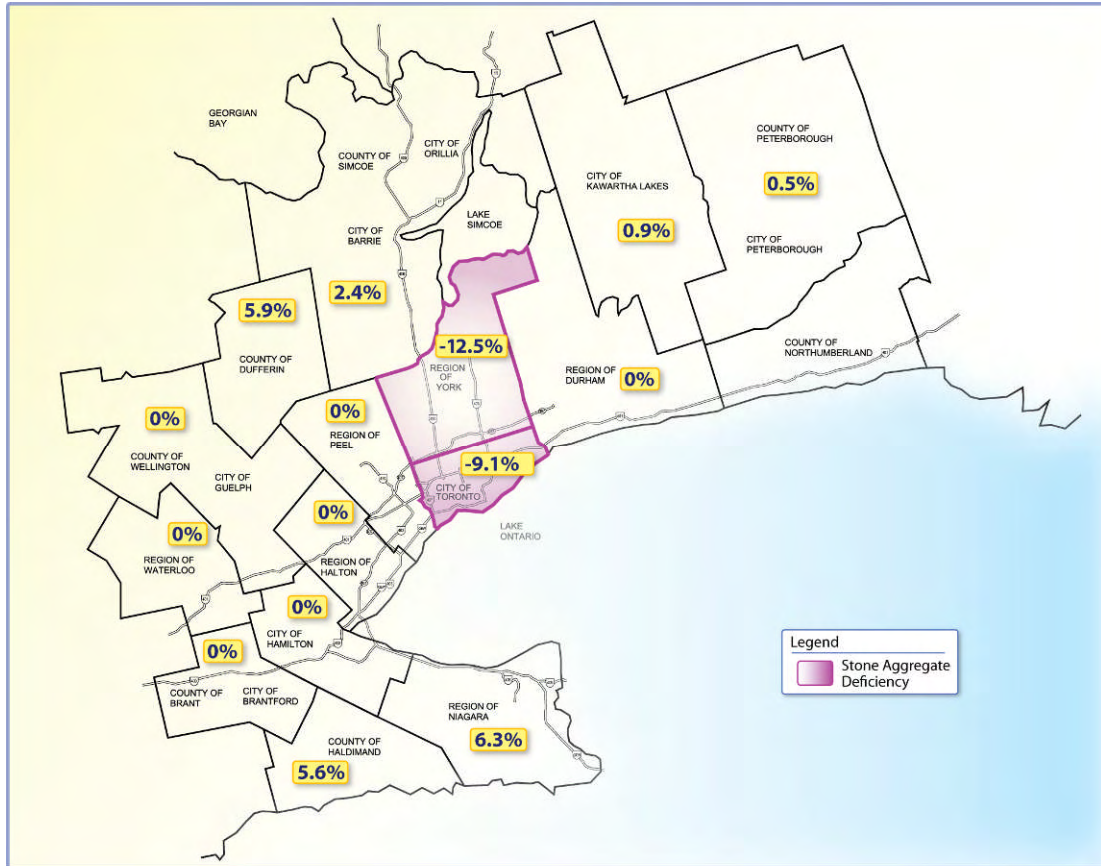 GEORGIAN
BAY
COUNTY OF
SIMCOE
CITY OF
ORILLIA
COUNTY OF
PETERBOROUGH
0.5%
CITY OF
KAWARTHA LAKES
0.9%
CITY OF
PETERBOROUGH
LAKE
SIMCOE
CITY OF
BARRIE
2.4%
5.9%
COUNTY OF
DUFFERIN
-12.5%
REGION
OF
YORK
COUNTY OF
NORTHUMBERLAND
REGION OF
DURHAM
0%
0%
REGION OF
PEEL
0%
COUNTY OF
WELLINGTON
CITY OF
GUELPH
-9.1%
CITY OF
TORONTO
LAKE
ONTARIO
0%
REGION OF
HALTON
0%
REGION OF
WATERLOO
0%
CITY OF
HAMILTON
0%
COUNTY OF
BRANT
CITY OF
BRANTFORD
REGION OF
NIAGARA
6.3%
COUNTY OF
HALDIMAND
5.6%
Legend
Stone Aggregate
Deficiency